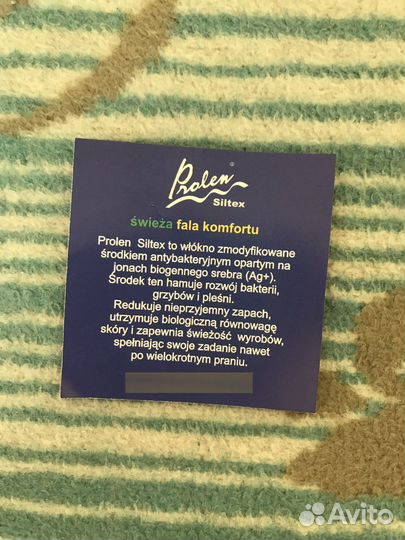 Prolen®
Siltex
świeża fala komfortu
Prolen Siltex to włókno zmodyfikowane
środkiem antybakteryjnym opartym na
jonach biogennego srebra (Ag+).
Środek ten hamuje rozwój bakterii,
grzybów i pleśni.
Redukuje nieprzyjemny zapach,
utrzymuje biologiczną równowagę
skóry i zapewnia świeżość wyrobów,
spełniając swoje zadanie nawet
po wielokrotnym praniu.
Avito